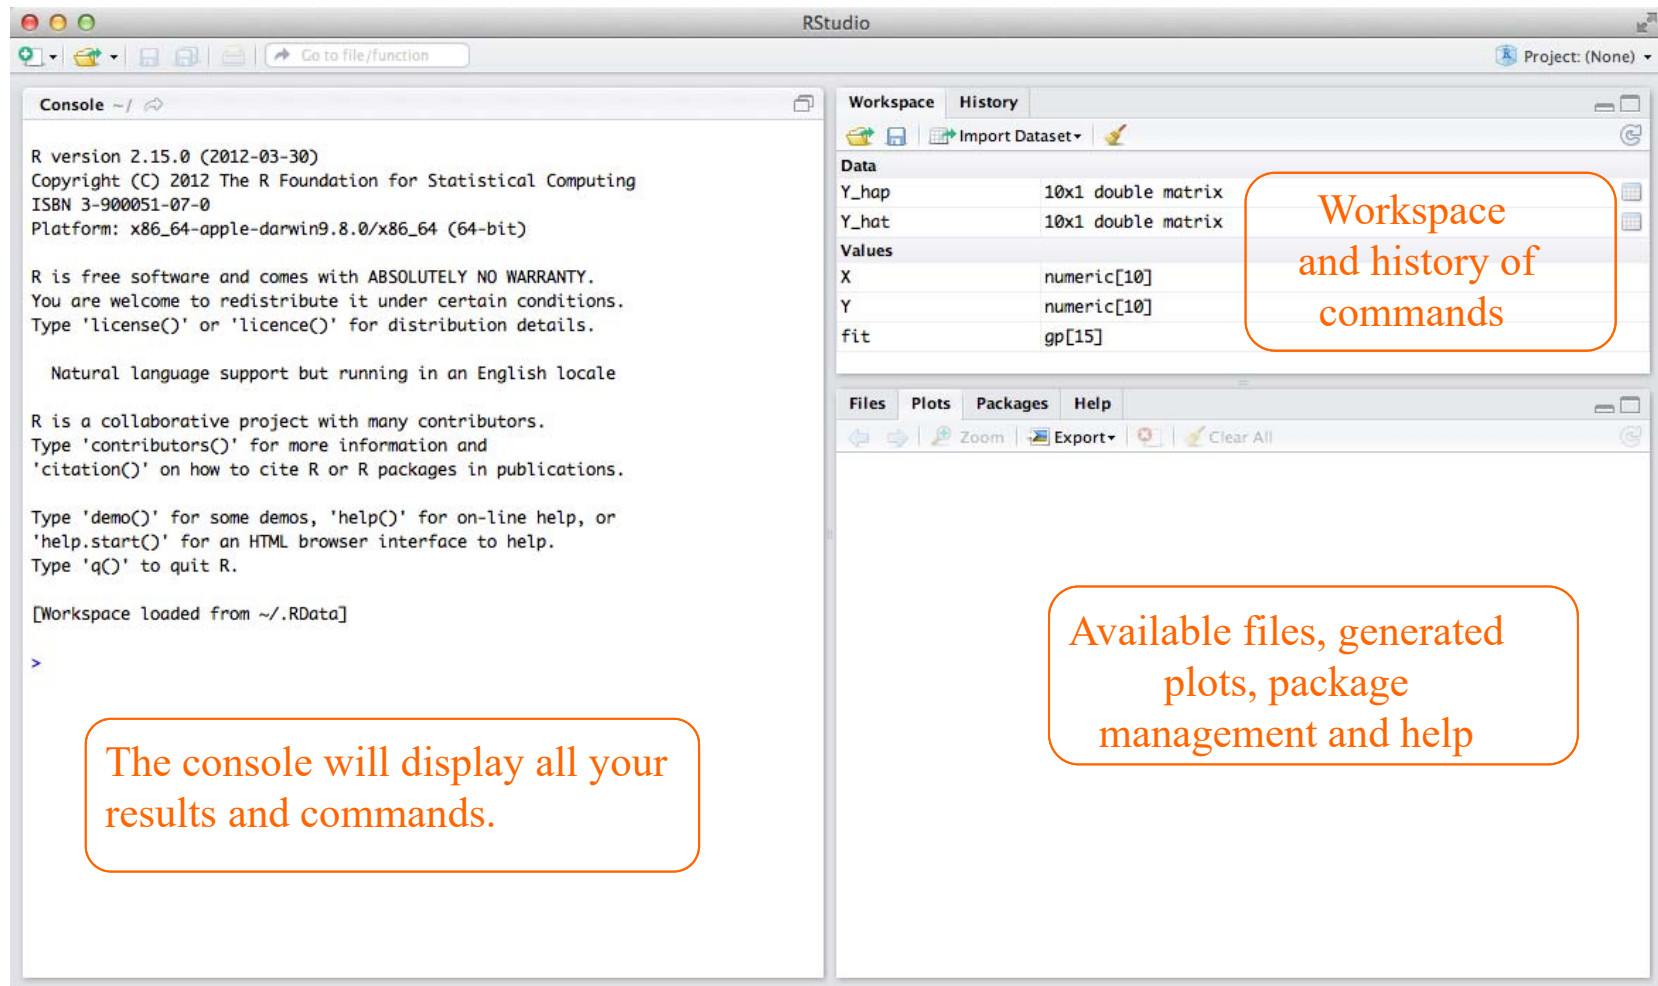 RStudio
Go to file/function
Project: (None)
Console ~/
R version 2.15.0 (2012-03-30)
Copyright (C) 2012 The R Foundation for Statistical Computing
ISBN 3-900051-07-0
Platform: x86_64-apple-darwin9.8.0/x86_64 (64-bit)
R is free software and comes with ABSOLUTELY NO WARRANTY.
You are welcome to redistribute it under certain conditions.
Type 'license()' or 'licence()' for distribution details.
Natural language support but running in an English locale
R is a collaborative project with many contributors.
Type 'contributors()' for more information and
'citation()' on how to cite R or R packages in publications.
Type 'demo()' for some demos, 'help()' for on-line help, or
'help.start()' for an HTML browser interface to help.
Type 'q()' to quit R.
[Workspace loaded from ~/.RData]
>
The console will display all your
results and commands.
Workspace History
Import Dataset
Data
Y_hap 10x1 double matrix
Y_hat 10x1 double matrix
Values
X numeric[10]
Y numeric[10]
fit gp[15]
Workspace
and history of
commands
Files Plots Packages Help
Zoom Export Clear All
Available files, generated
plots, package
management and help